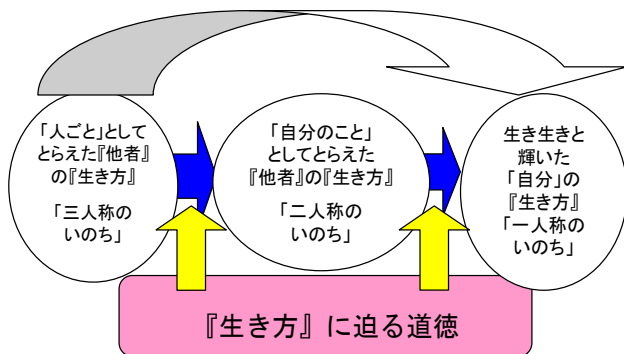 「人ごと」として
とらえた『他者』
の『生き方』
「三人称の
いのち」
「自分のこと」
としてとらえた
『他者』の『生き方』
「二人称の
いのち」
生き生きと
輝いた
「自分」の
『生き方』
「一人称の
いのち」
『生き方』に迫る道徳